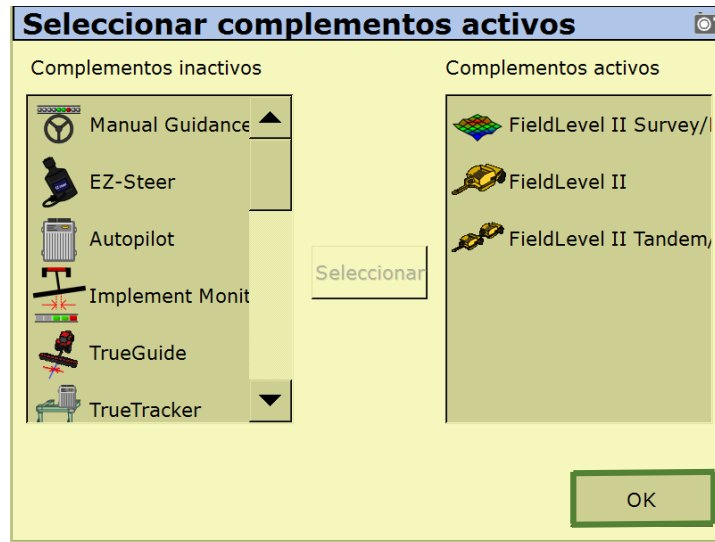 Seleccionar complementos activos
Complementos inactivos
Manual Guidance
EZ-Steer
Autopilot
Implement Monit
TrueGuide
TrueTracker
Seleccionar
Complementos activos
FieldLevel II Survey/
FieldLevel II
FieldLevel II Tandem/
OK